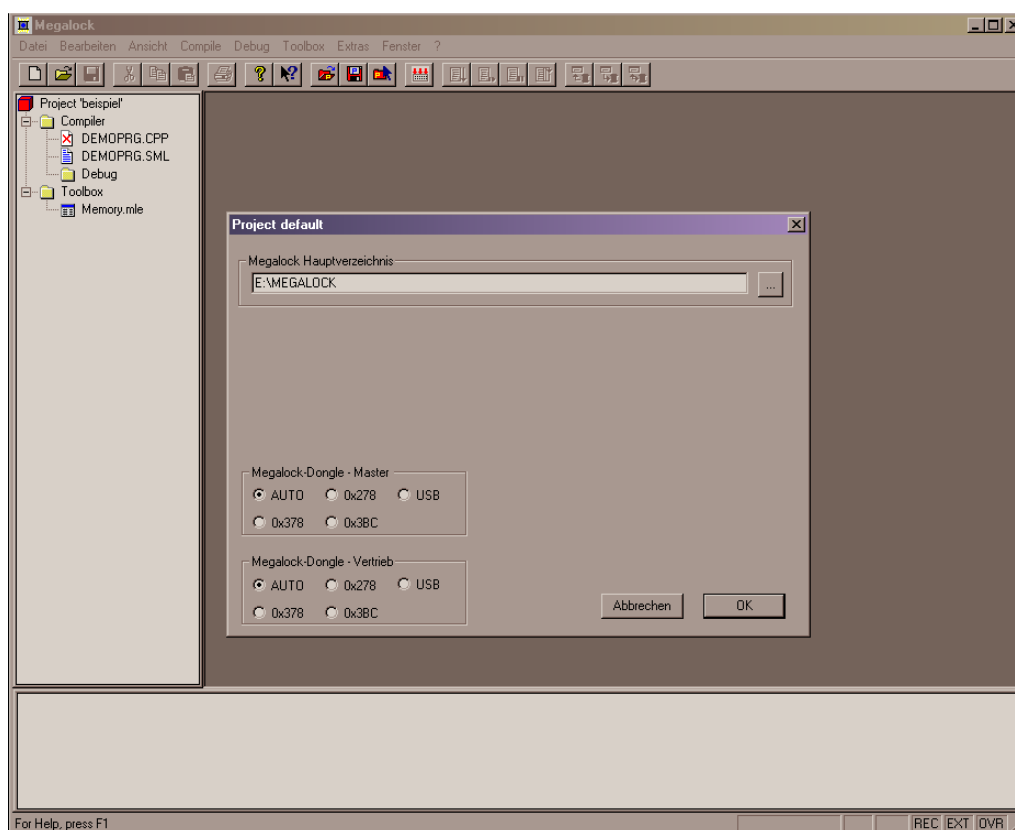 Megalock
Datei Bearbeiten Ansicht Compile Debug Toolbox Extras Fenster ?
Project 'beispiel'
Compiler
DEMOPRG.CPP
DEMOPRG.SML
Debug
Toolbox
Memory.mle
Project default
Megalock Hauptverzeichnis
E:\MEGALOCK
...
Megalock-Dongle - Master
AUTO 0x278 USB
0x378 0x3BC
Megalock-Dongle - Vertrieb
AUTO 0x278 USB
0x378 0x3BC
Abbrechen OK
For Help, press F1
REC EXT OVR